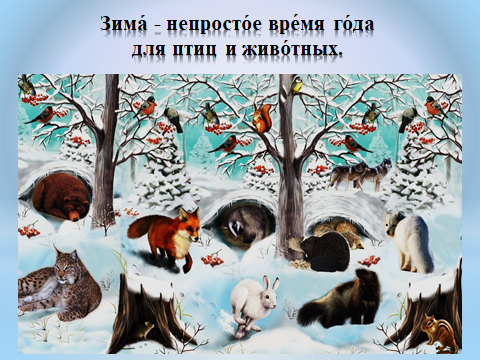 Зима́ - непросто́е вре́мя го́да
для птиц и живо́тных.